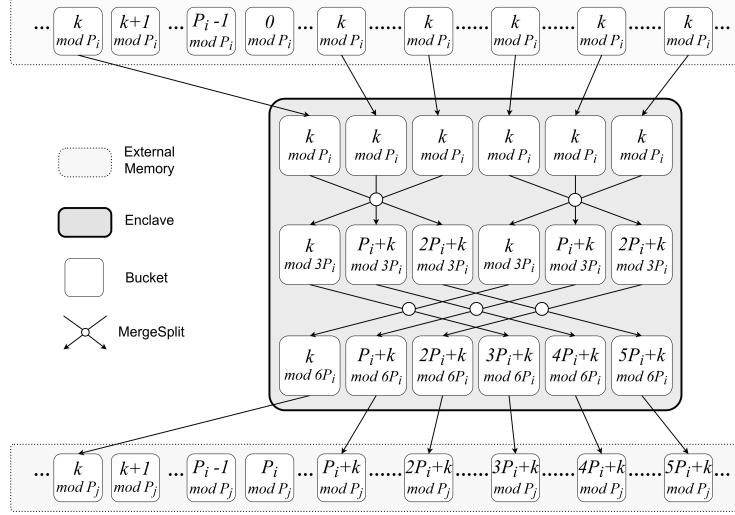 ... k k+1 ... P_i -1 0 ... k ...... k ...... k ...... k ...... k ...
mod P_i mod P_i mod P_i mod P_i mod P_i mod P_i mod P_i mod P_i mod P_i
k k k k k k
mod P_i mod P_i mod P_i mod P_i mod P_i mod P_i
External
Memory
Enclave
Bucket
MergeSplit
k P_i+k 2P_i+k k P_i+k 2P_i+k
mod 3P_i mod 3P_i mod 3P_i mod 3P_i mod 3P_i mod 3P_i
k P_i+k 2P_i+k 3P_i+k 4P_i+k 5P_i+k
mod 6P_i mod 6P_i mod 6P_i mod 6P_i mod 6P_i mod 6P_i
... k k+1 ... P_i -1 P_i ... P_i+k ...... 2P_i+k ...... 3P_i+k ...... 4P_i+k ...... 5P_i+k ...
mod P_j mod P_j mod P_j mod P_j mod P_j mod P_j mod P_j mod P_j mod P_j